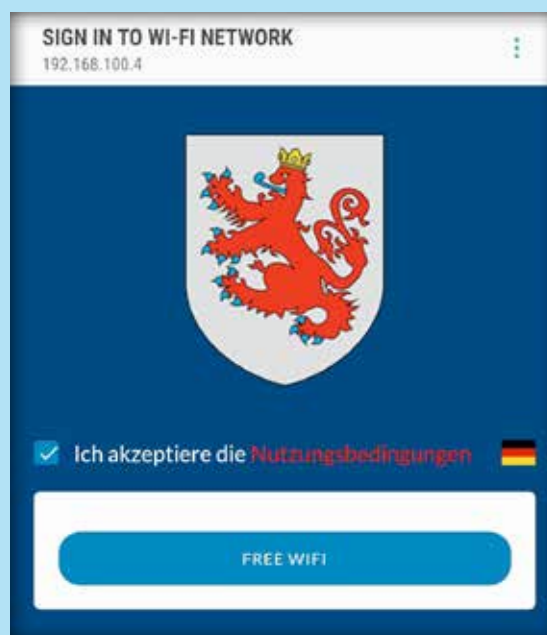 SIGN IN TO WI-FI NETWORK
192.168.100.4
Ich akzeptiere die Nutzungsbedingungen
FREE WIFI